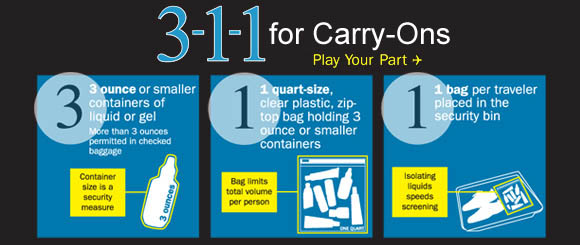 3-1-1 for Carry-Ons
Play Your Part
3
3 ounce or smaller
containers of
liquid or gel
More than 3 ounces
permitted in checked
baggage
Container
size is a
security
measure
3 ounces
1
1 quart-size,
clear plastic, zip-
top bag holding 3
ounce or smaller
containers
Bag limits
total volume
per person
ONE QUART
1
1 bag per traveler
placed in the
security bin
Isolating
liquids
speeds
screening